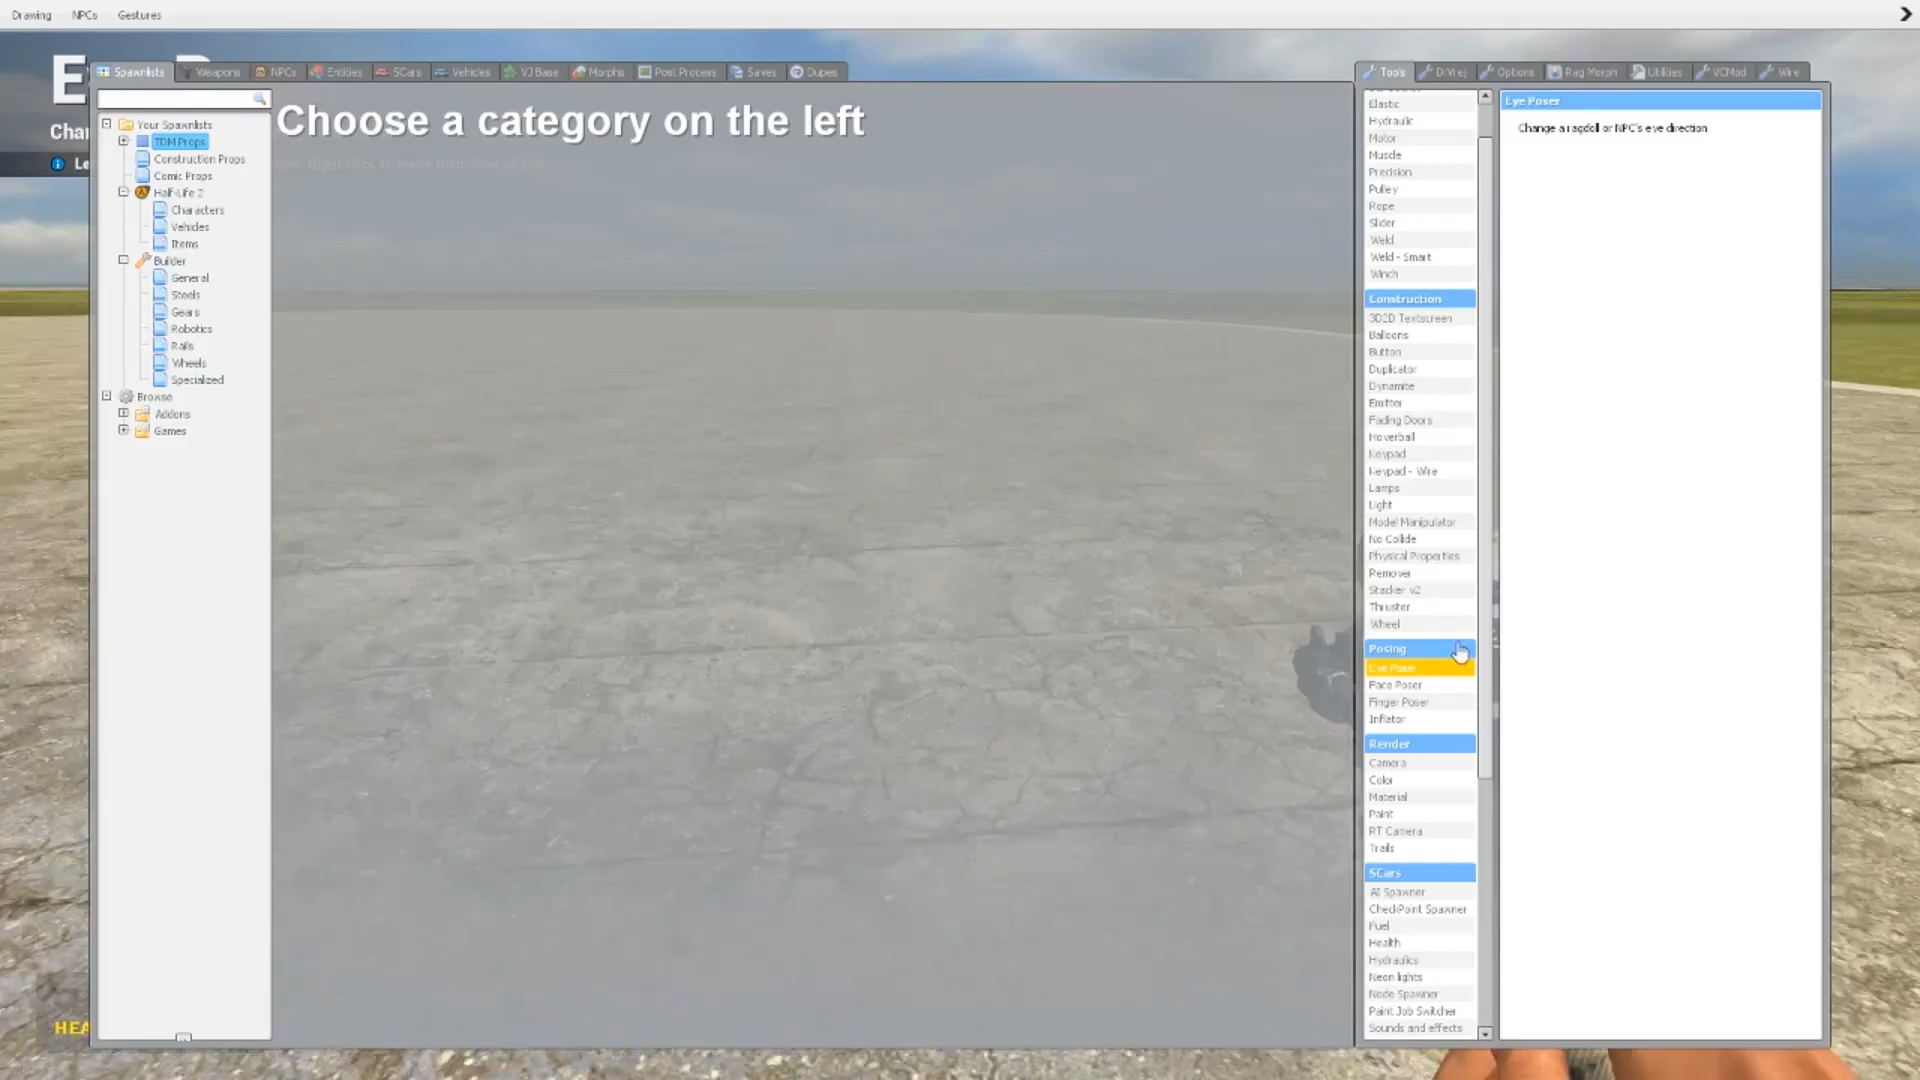 Drawing NPCs Gestures
Spawnlists Weapons NPCs Entities SCars Vehicles VJ Base Morphs Post Process Saves Dupes
Choose a category on the left
Your Spawnlists
TDM Props
Construction Props
Comic Props
Half-Life 2
Characters
Vehicles
Items
Builder
General
Steels
Gears
Robotics
Rails
Wheels
Specialized
Browse
Addons
Games
Tools Options Rag Morph Utilities VCMod Wire
Elastic
Hydraulic
Motor
Muscle
Precision
Pulley
Rope
Slider
Weld
Weld - Smart
Winch
Construction
3D2D Textscreen
Balloons
Button
Duplicator
Dynamite
Emitter
Fading Doors
Hoverball
Keypad
Keypad - Wire
Lamps
Light
Model Manipulator
No Collide
Physical Properties
Remover
Stacker v2
Thruster
Wheel
Posing
Eye Poser
Face Poser
Finger Poser
Inflator
Render
Camera
Color
Material
Paint
RT Camera
Trails
SCars
AI Spawner
CheckPoint Spawner
Fuel
Health
Hydraulics
Neon lights
Node Spawner
Paint Job Switcher
Sounds and effects
Eye Poser
Change a ragdoll or NPC's eye direction